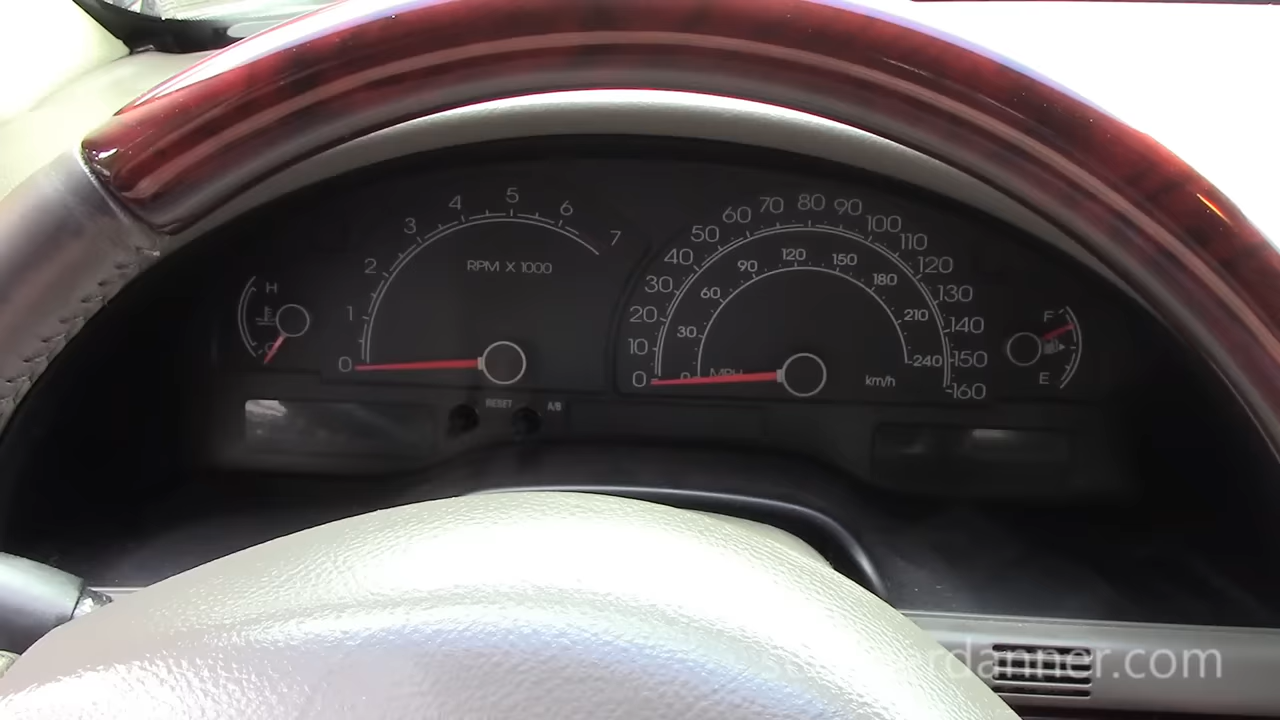 0 1 2 3 4 5 6 7
RPM X 1000
H
C
0 10 20 30 40 50 60 70 80 90 100 110 120 130 140 150 160
0 30 60 90 120 150 180 210 240
MPH
km/h
F
E
RESET
A/B
danner.com